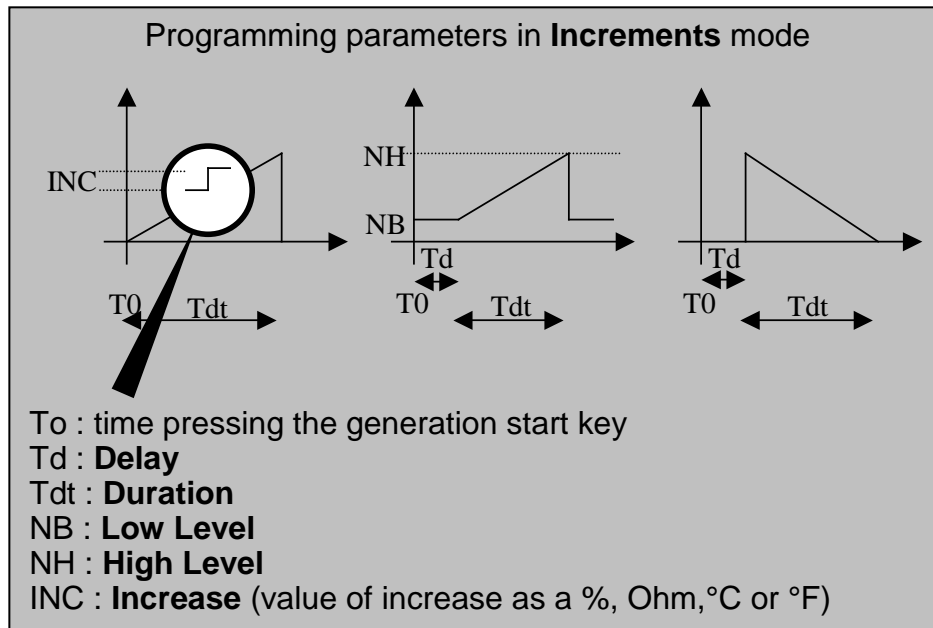 Programming parameters in Increments mode
INC
T0
Tdt
NH
NB
Td
T0
Tdt
Td
T0
Tdt
To : time pressing the generation start key
Td : Delay
Tdt : Duration
NB : Low Level
NH : High Level
INC : Increase (value of increase as a %, Ohm,°C or °F)